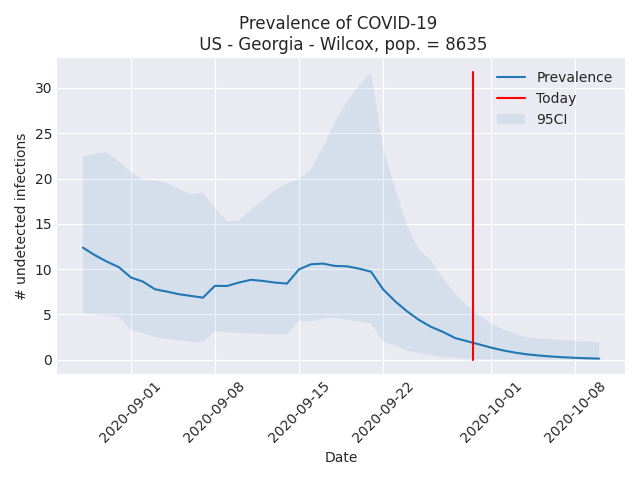 Prevalence of COVID-19
US - Georgia - Wilcox, pop. = 8635
Prevalence
Today
95CI
30
25
20
15
10
5
0
# undetected infections
2020-09-01
2020-09-08
2020-09-15
2020-09-22
2020-10-01
2020-10-08
Date